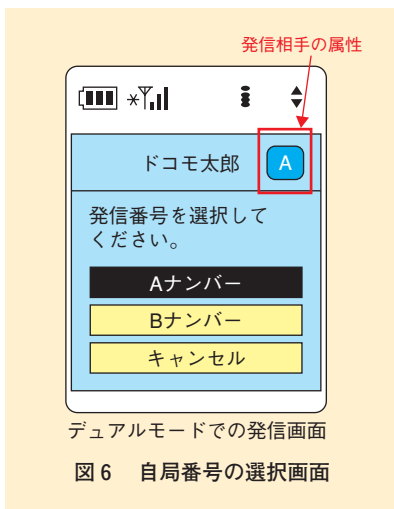 発信相手の属性
ドコモ太郎 A
発信番号を選択して
ください。
Aナンバー
Bナンバー
キャンセル
デュアルモードでの発信画面
図6 自局番号の選択画面